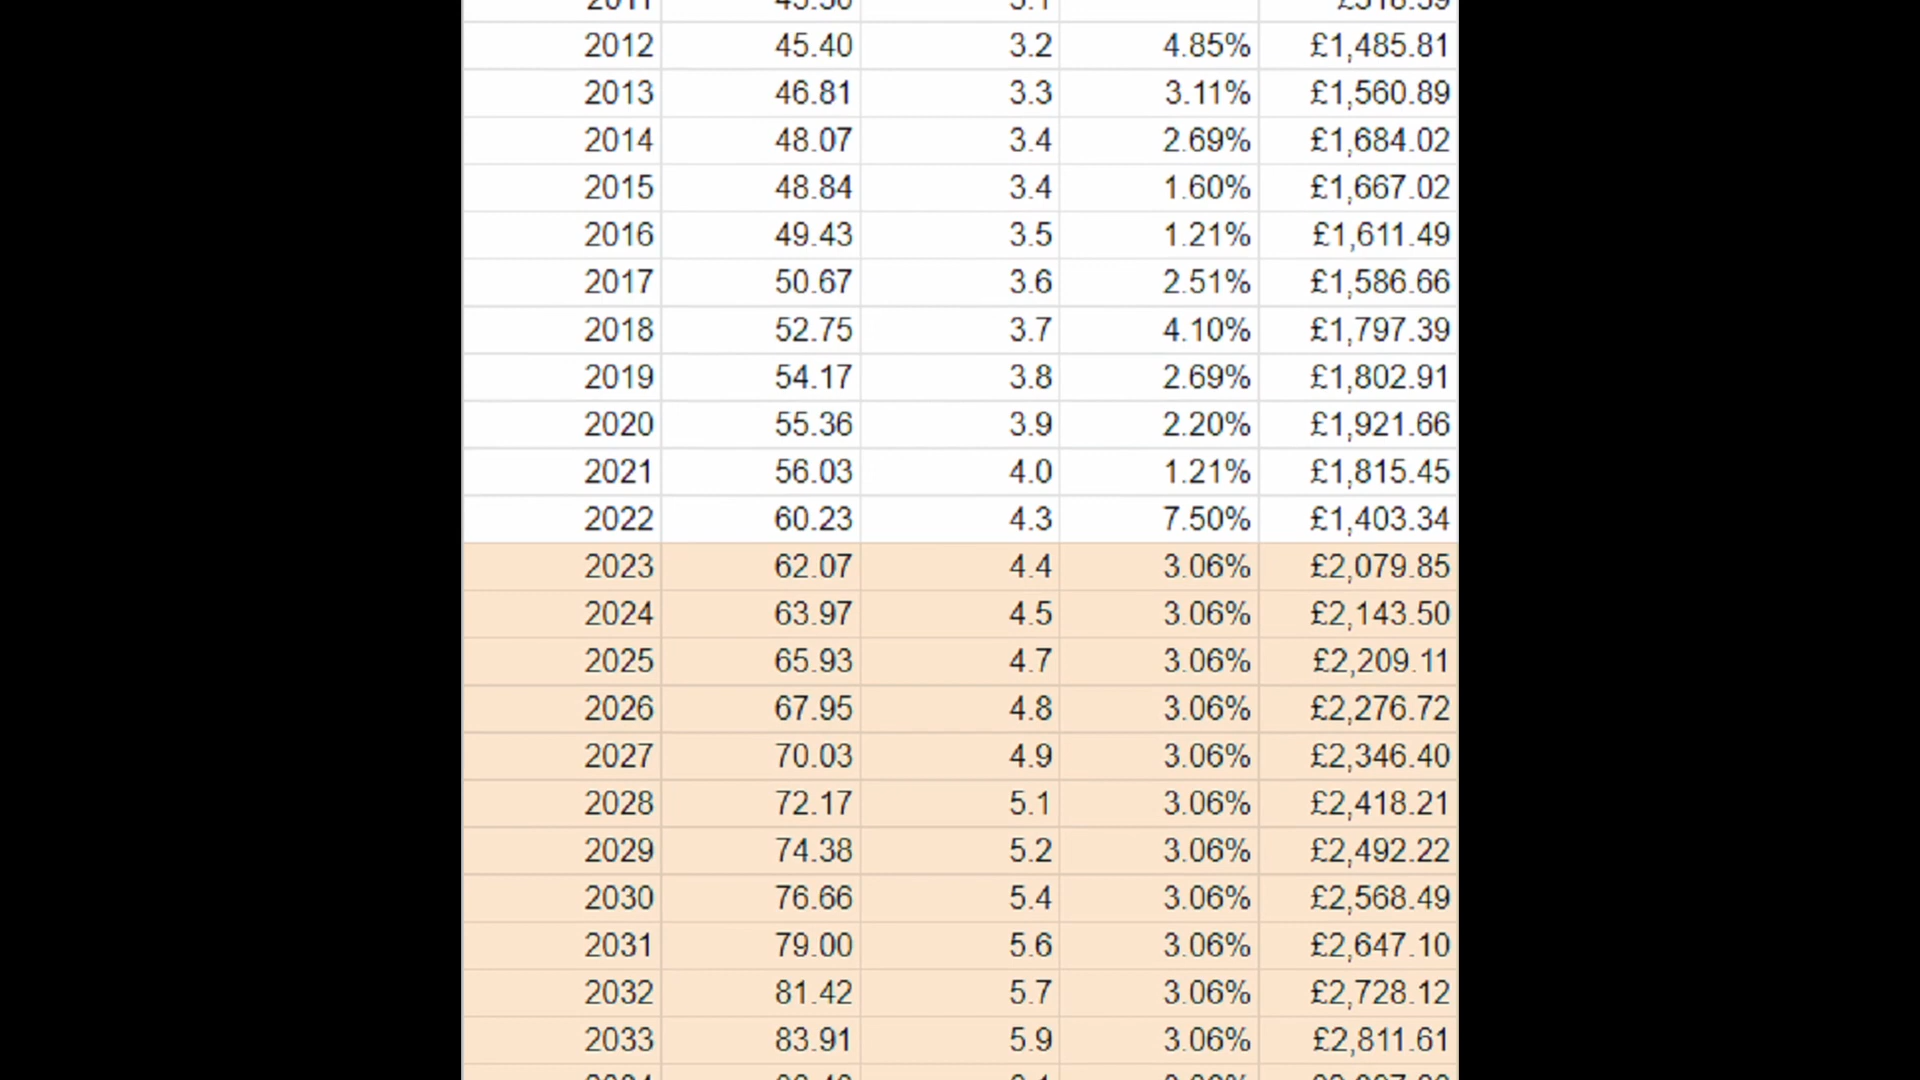 2012 45.40 3.2 4.85% £1,485.81
2013 46.81 3.3 3.11% £1,560.89
2014 48.07 3.4 2.69% £1,684.02
2015 48.84 3.4 1.60% £1,667.02
2016 49.43 3.5 1.21% £1,611.49
2017 50.67 3.6 2.51% £1,586.66
2018 52.75 3.7 4.10% £1,797.39
2019 54.17 3.8 2.69% £1,802.91
2020 55.36 3.9 2.20% £1,921.66
2021 56.03 4.0 1.21% £1,815.45
2022 60.23 4.3 7.50% £1,403.34
2023 62.07 4.4 3.06% £2,079.85
2024 63.97 4.5 3.06% £2,143.50
2025 65.93 4.7 3.06% £2,209.11
2026 67.95 4.8 3.06% £2,276.72
2027 70.03 4.9 3.06% £2,346.40
2028 72.17 5.1 3.06% £2,418.21
2029 74.38 5.2 3.06% £2,492.22
2030 76.66 5.4 3.06% £2,568.49
2031 79.00 5.6 3.06% £2,647.10
2032 81.42 5.7 3.06% £2,728.12
2033 83.91 5.9 3.06% £2,811.61